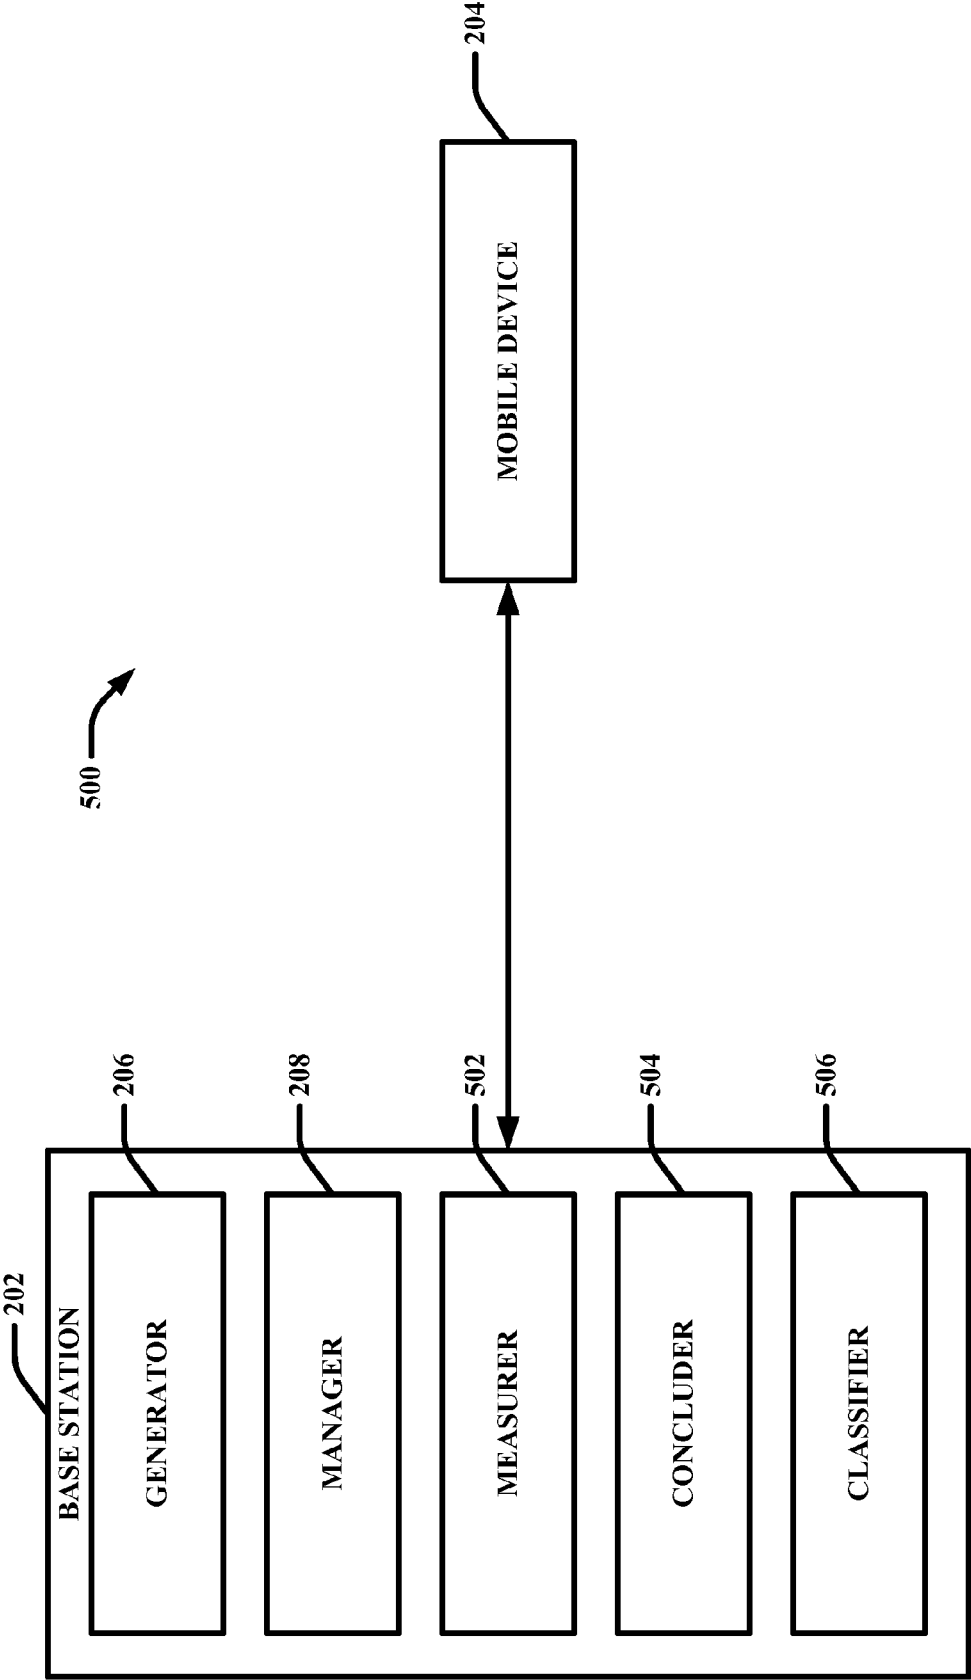 500
202
BASE STATION
206
GENERATOR
208
MANAGER
502
MEASURER
504
CONCLUDER
506
CLASSIFIER
204
MOBILE DEVICE